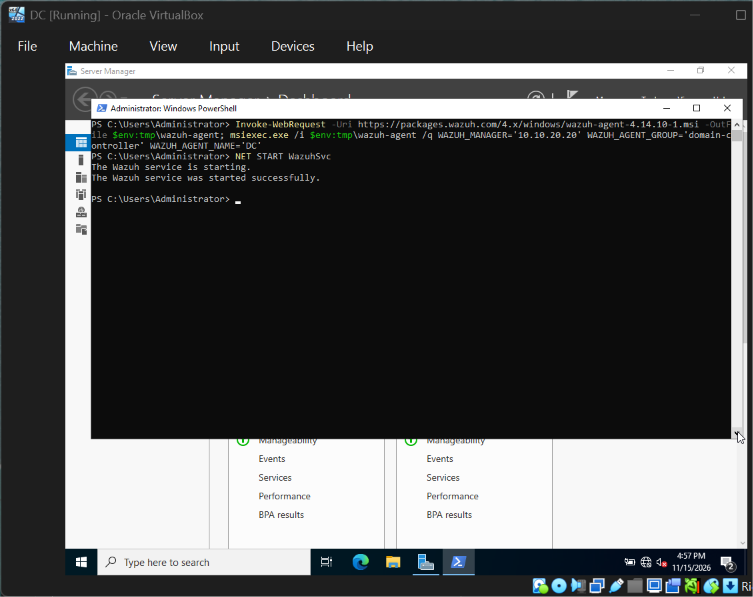 DC [Running] - Oracle VirtualBox
File Machine View Input Devices Help
Server Manager
Administrator: Windows PowerShell
PS C:\Users\Administrator> Invoke-WebRequest -Uri https://packages.wazuh.com/4.x/windows/wazuh-agent-4.14.10-1.msi -OutF
ile $env:tmp\wazuh-agent; msiexec.exe /i $env:tmp\wazuh-agent /q WAZUH_MANAGER='10.10.20.20' WAZUH_AGENT_GROUP='domain-c
ontroller' WAZUH_AGENT_NAME='DC'
PS C:\Users\Administrator> NET START WazuhSvc
The Wazuh service is starting.
The Wazuh service was started successfully.
PS C:\Users\Administrator>
Manageability Manageability
Events Events
Services Services
Performance Performance
BPA results BPA results
Type here to search
4:57 PM
11/15/2026
2
Ri